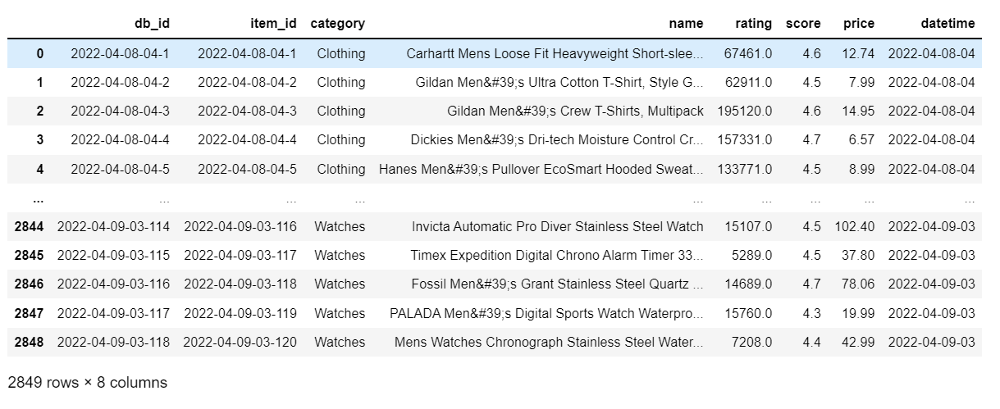 db_id item_id category name rating score price datetime
0 2022-04-08-04-1 2022-04-08-04-1 Clothing Carhartt Mens Loose Fit Heavyweight Short-slee... 67461.0 4.6 12.74 2022-04-08-04
1 2022-04-08-04-2 2022-04-08-04-2 Clothing Gildan Men&#39;s Ultra Cotton T-Shirt, Style G... 62911.0 4.5 7.99 2022-04-08-04
2 2022-04-08-04-3 2022-04-08-04-3 Clothing Gildan Men&#39;s Crew T-Shirts, Multipack 195120.0 4.6 14.95 2022-04-08-04
3 2022-04-08-04-4 2022-04-08-04-4 Clothing Dickies Men&#39;s Dri-tech Moisture Control Cr... 157331.0 4.7 6.57 2022-04-08-04
4 2022-04-08-04-5 2022-04-08-04-5 Clothing Hanes Men&#39;s Pullover EcoSmart Hooded Sweat... 133771.0 4.5 8.99 2022-04-08-04
... ... ... ... ... ... ... ... ...
2844 2022-04-09-03-114 2022-04-09-03-116 Watches Invicta Automatic Pro Diver Stainless Steel Watch 15107.0 4.5 102.40 2022-04-09-03
2845 2022-04-09-03-115 2022-04-09-03-117 Watches Timex Expedition Digital Chrono Alarm Timer 33... 5289.0 4.5 37.80 2022-04-09-03
2846 2022-04-09-03-116 2022-04-09-03-118 Watches Fossil Men&#39;s Grant Stainless Steel Quartz ... 14689.0 4.7 78.06 2022-04-09-03
2847 2022-04-09-03-117 2022-04-09-03-119 Watches PALADA Men&#39;s Digital Sports Watch Waterpro... 15760.0 4.3 19.99 2022-04-09-03
2848 2022-04-09-03-118 2022-04-09-03-120 Watches Mens Watches Chronograph Stainless Steel Water... 7208.0 4.4 42.99 2022-04-09-03
2849 rows × 8 columns